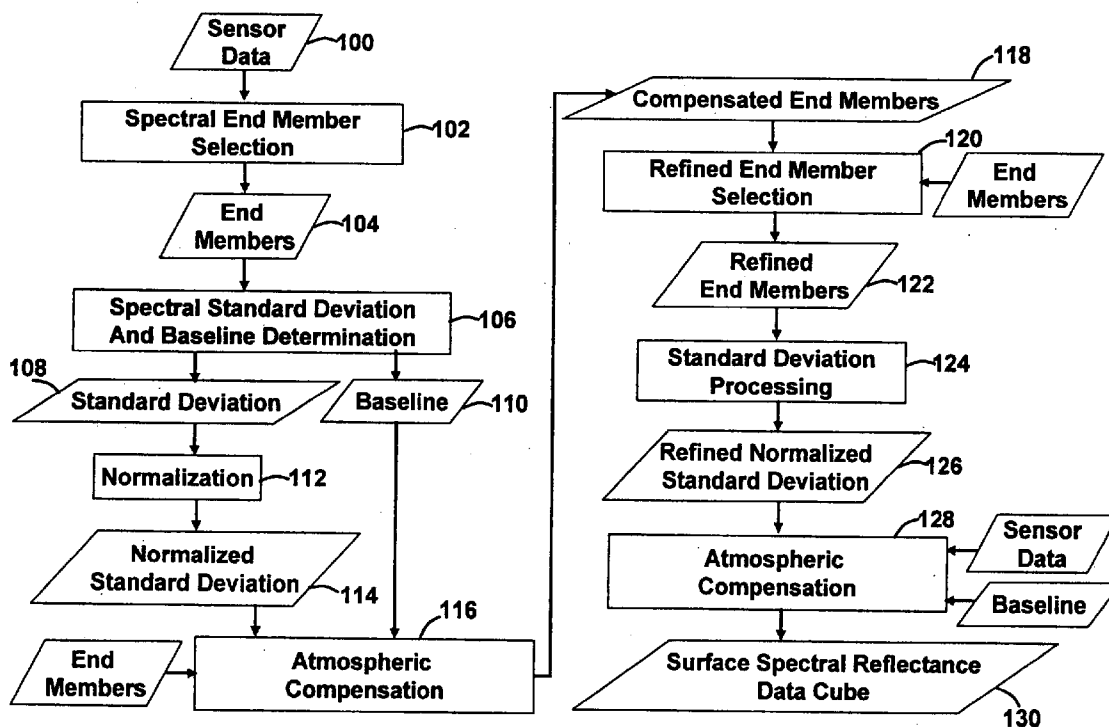 Sensor
Data
100
Spectral End Member
Selection
102
End
Members
104
Spectral Standard Deviation
And Baseline Determination
106
108
Standard Deviation
Baseline
110
Normalization
112
Normalized
Standard Deviation
114
116
End
Members
Atmospheric
Compensation
118
Compensated End Members
120
Refined End Member
Selection
End
Members
Refined
End Members
122
Standard Deviation
Processing
124
Refined Normalized
Standard Deviation
126
128
Atmospheric
Compensation
Sensor
Data
Baseline
Surface Spectral Reflectance
Data Cube
130